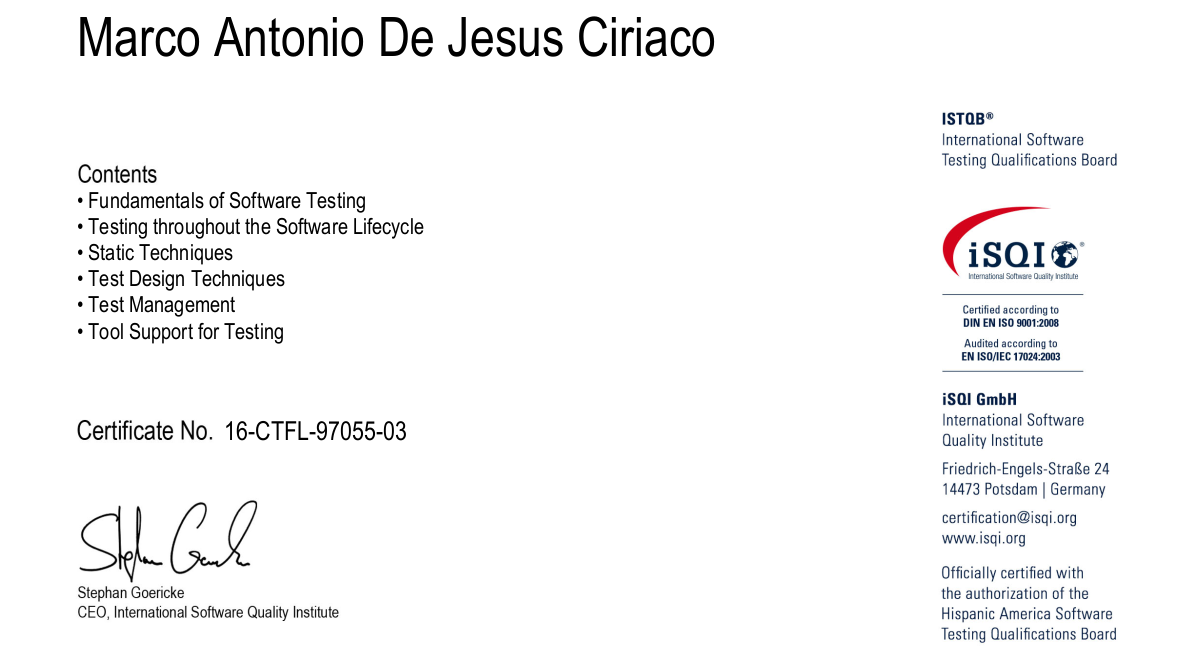 Marco Antonio De Jesus Ciriaco
Contents
• Fundamentals of Software Testing
• Testing throughout the Software Lifecycle
• Static Techniques
• Test Design Techniques
• Test Management
• Tool Support for Testing
Certificate No. 16-CTFL-97055-03
Stephan Goericke
Stephan Goericke
CEO, International Software Quality Institute
ISTQB®
International Software
Testing Qualifications Board
iSQI®
International Software Quality Institute
Certified according to
DIN EN ISO 9001:2008
Audited according to
EN ISO/IEC 17024:2003
iSQI GmbH
International Software
Quality Institute
Friedrich-Engels-Straße 24
14473 Potsdam | Germany
certification@isqi.org
www.isqi.org
Officially certified with
the authorization of the
Hispanic America Software
Testing Qualifications Board